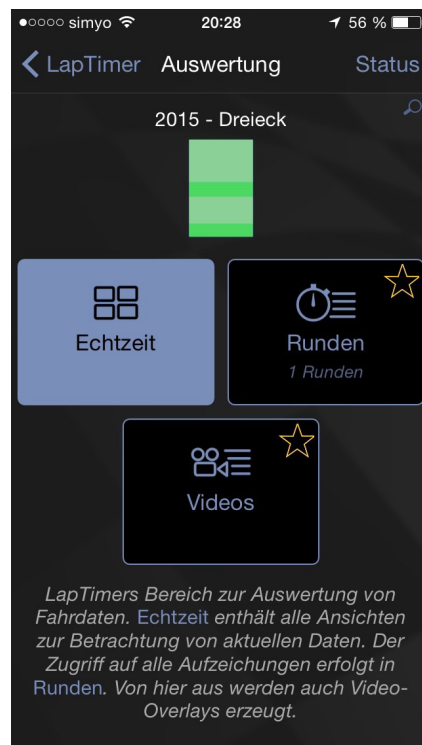 simyo 20:28 56 %
LapTimer Auswertung Status
2015 - Dreieck
Echtzeit
Runden
1 Runden
Videos
LapTimers Bereich zur Auswertung von
Fahrdaten. Echtzeit enthält alle Ansichten
zur Betrachtung von aktuellen Daten. Der
Zugriff auf alle Aufzeichungen erfolgt in
Runden. Von hier aus werden auch Video-
Overlays erzeugt.